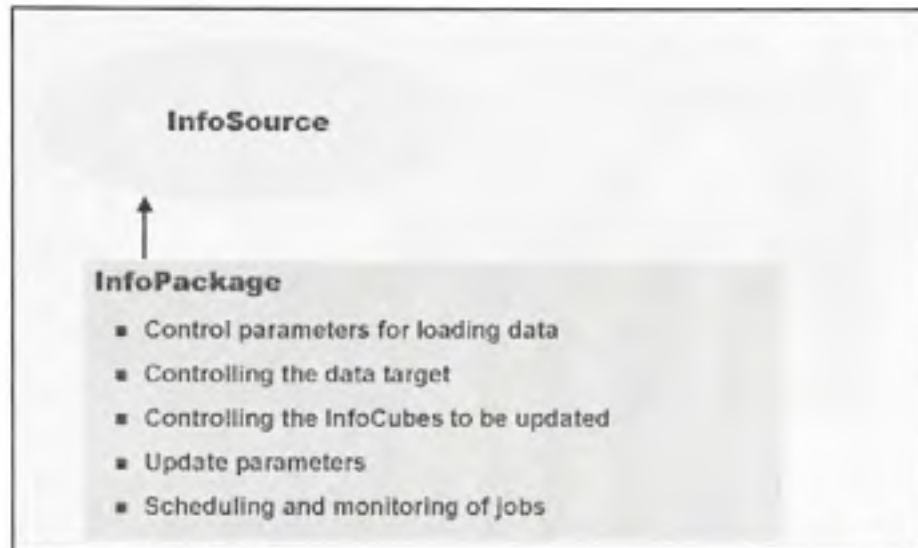 InfoSource
InfoPackage
▪ Control parameters for loading data
▪ Controlling the data target
▪ Controlling the InfoCubes to be updated
▪ Update parameters
▪ Scheduling and monitoring of jobs